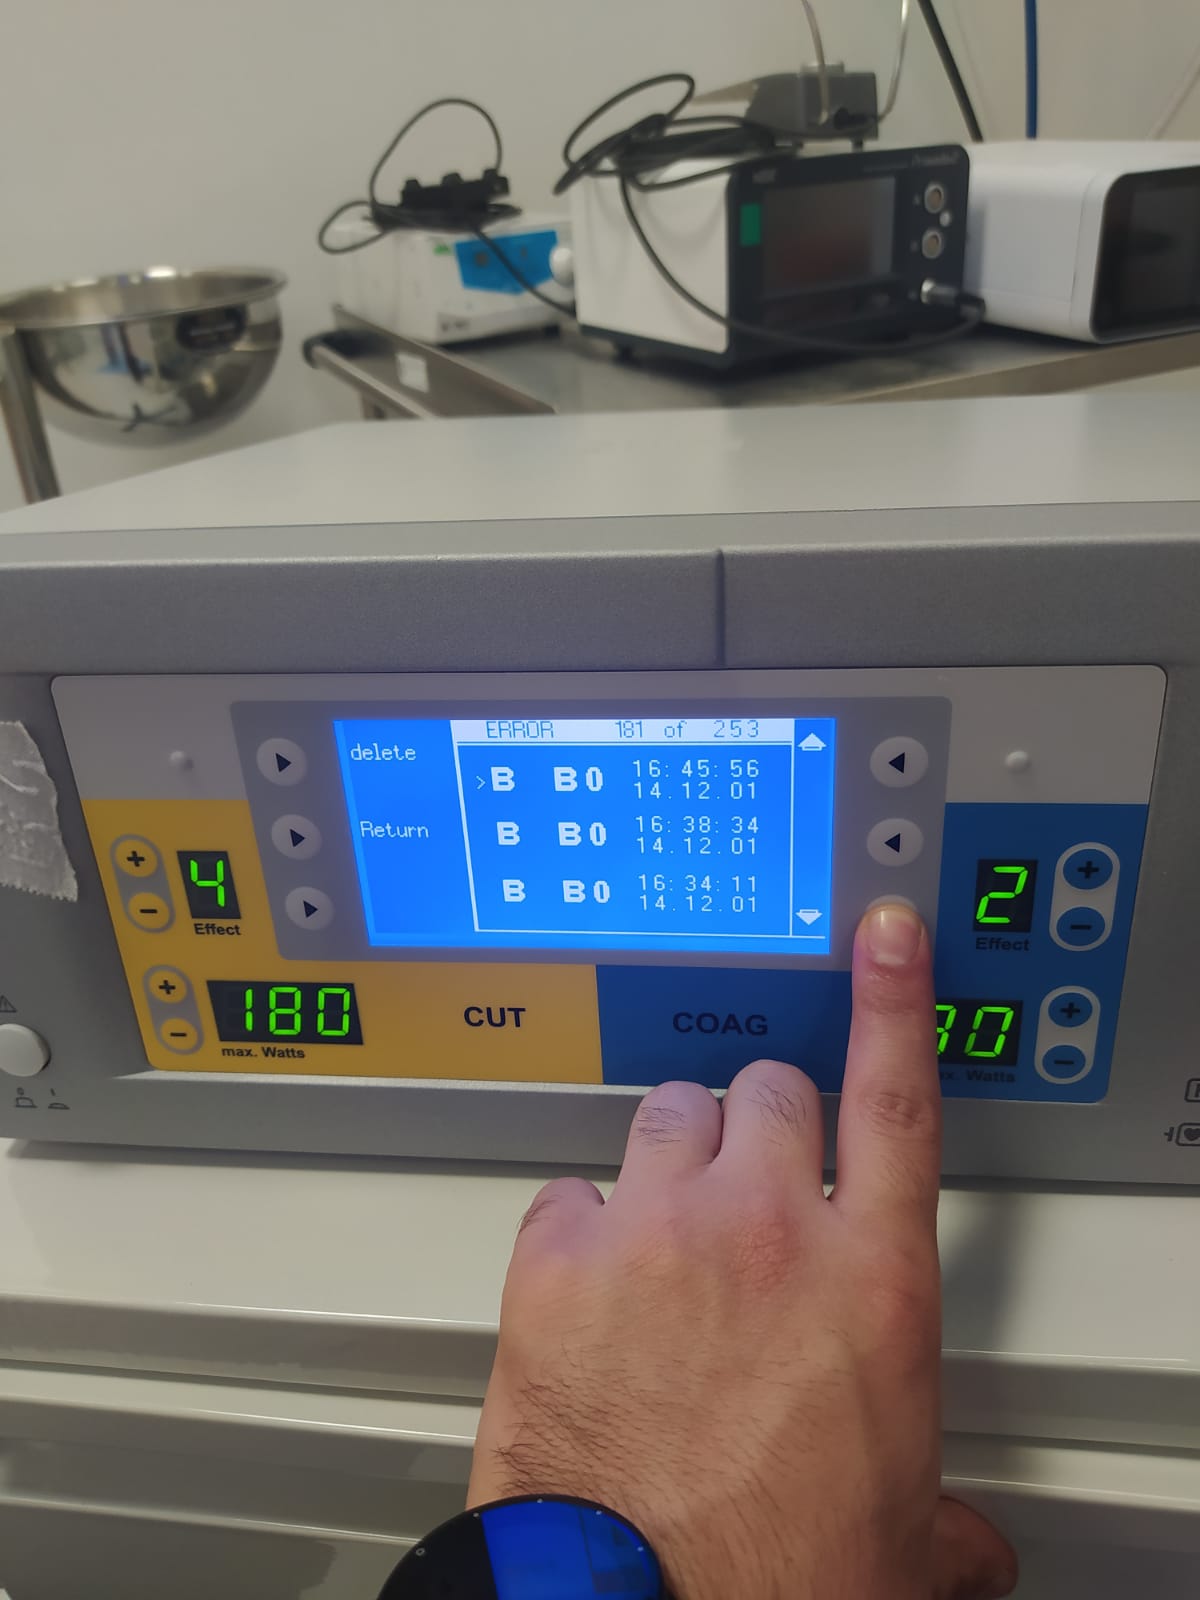 ERROR 181 of 253
delete
>B B0 16:45:56
14.12.01
Return
B B0 16:38:34
14.12.01
B B0 16:34:11
14.12.01
+
4
-
Effect
+
180
-
max. Watts
CUT
COAG
+
2
-
Effect
+
0
-
Watts